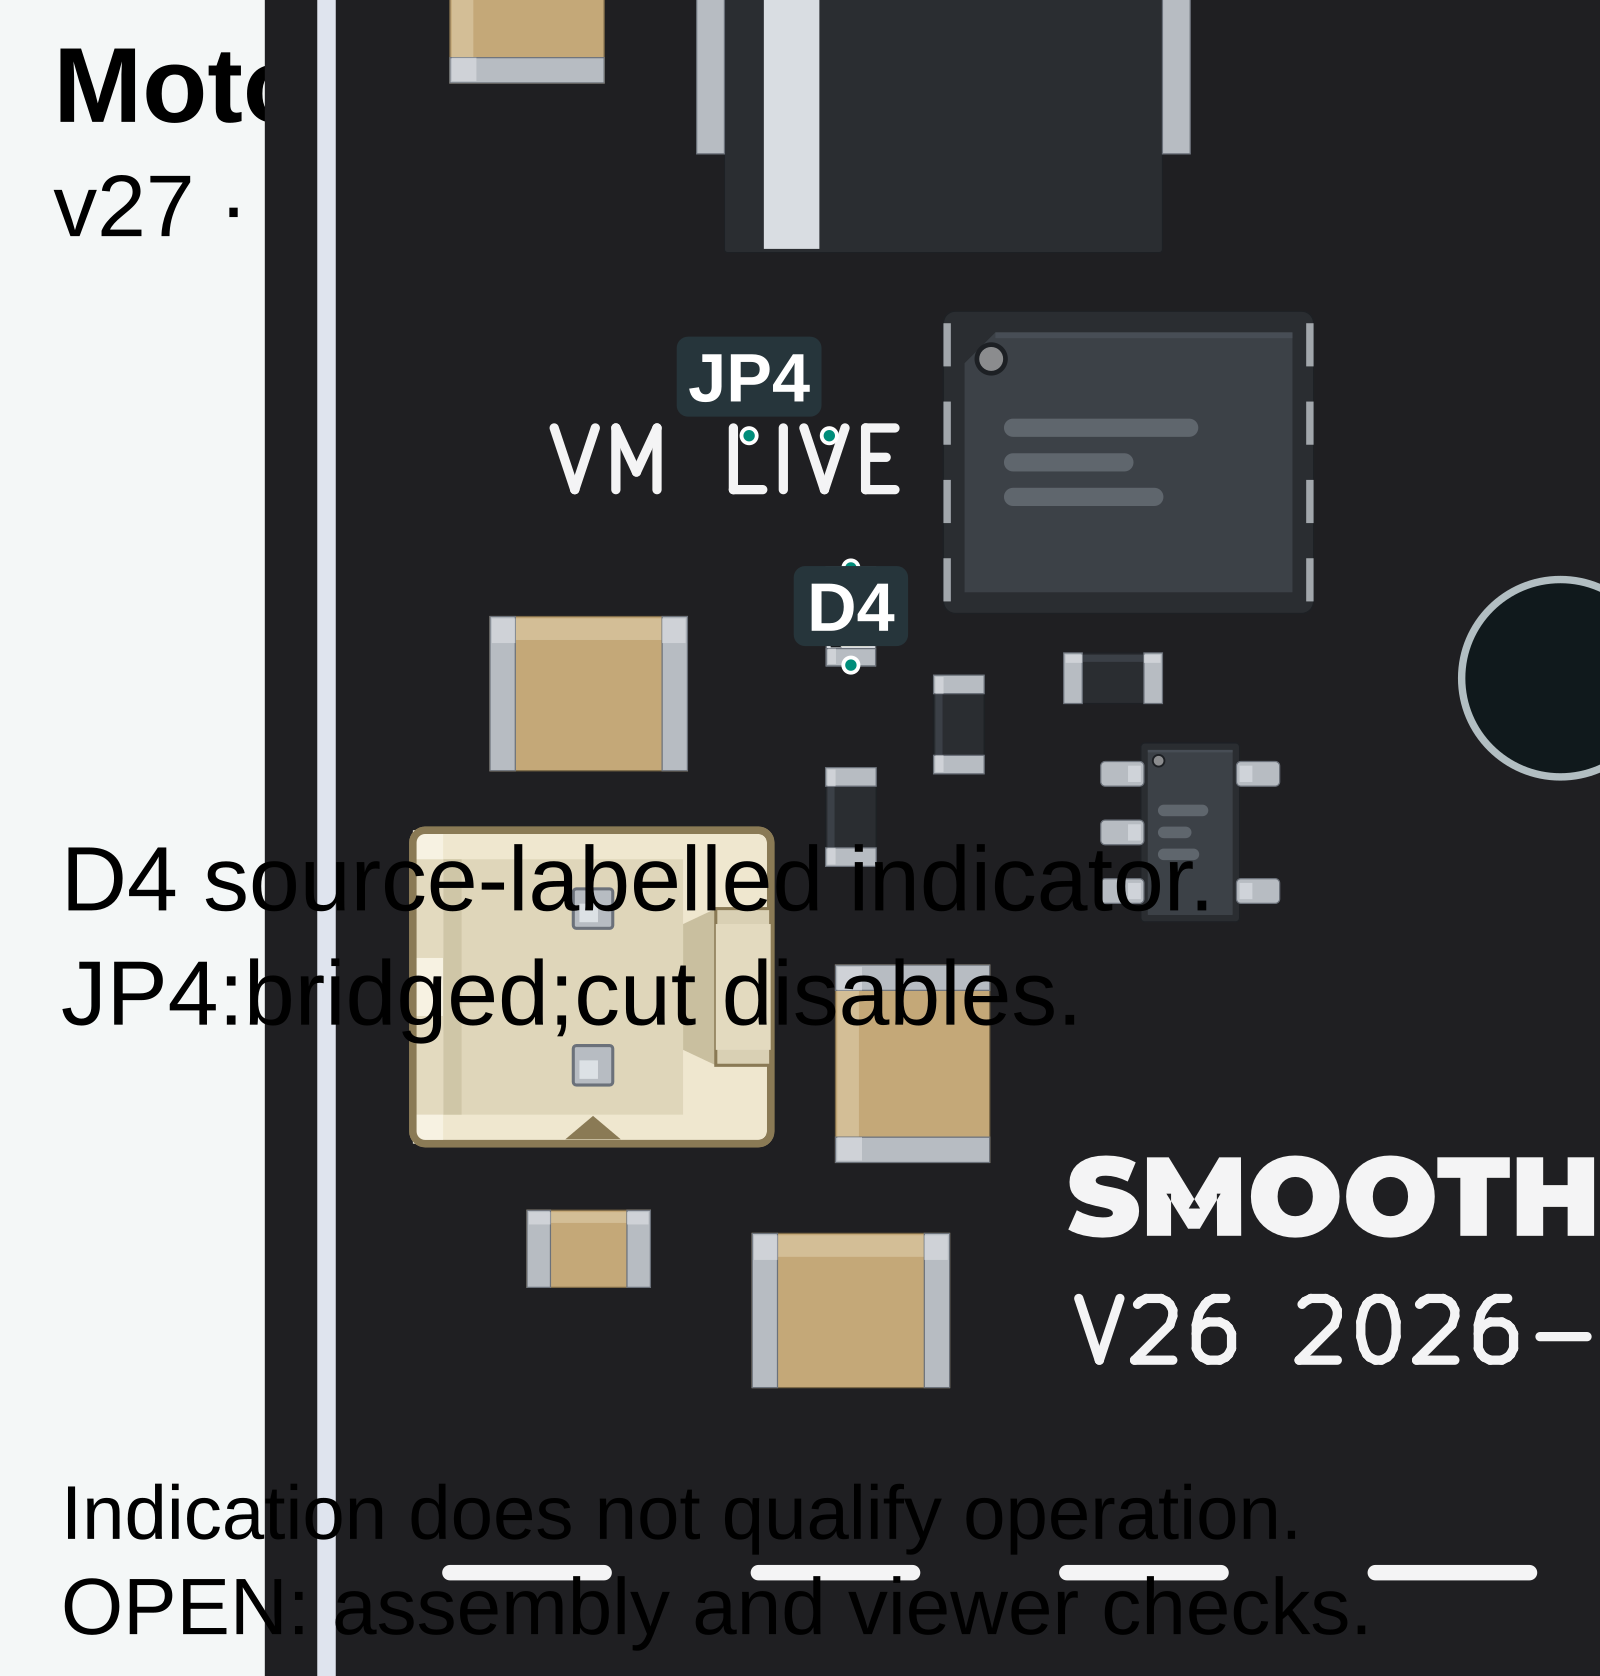 Moto
v27 ·
JP4
VM LIVE
D4
D4 source-labelled indicator.
JP4:bridged;cut disables.
SMOOTH
V26 2026-
Indication does not qualify operation.
OPEN: assembly and viewer checks.